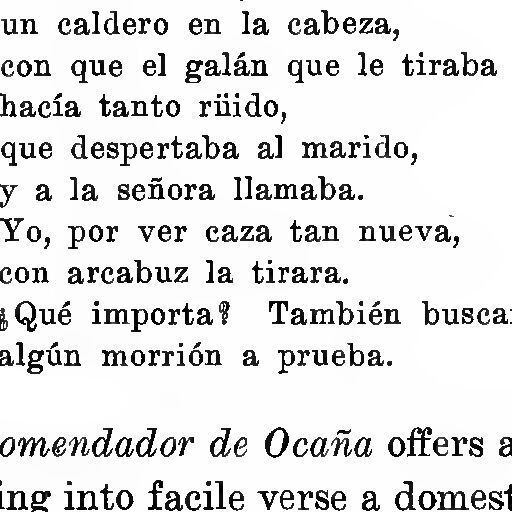 un caldero en la cabeza,
con que el galán que le tiraba
hacía tanto rüido,
que despertaba al marido,
y a la señora llamaba.
Yo, por ver caza tan nueva,
con arcabuz la tirara.
¿Qué importa? También busca
algún morrión a prueba.
omendador de Ocaña offers a
ing into facile verse a domest